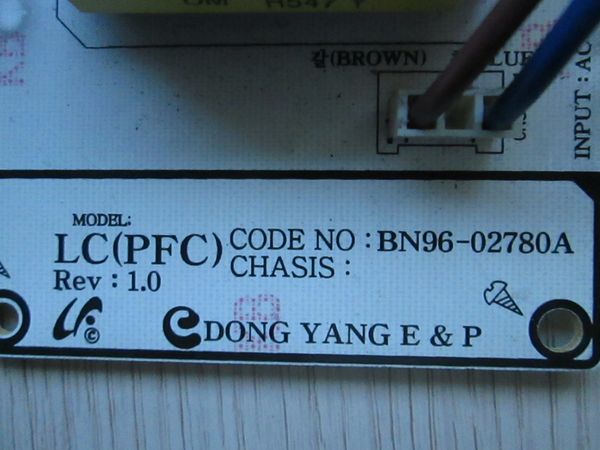 갈(BROWN)
INPUT : AC
MODEL:
LC(PFC)
CODE NO : BN96-02780A
CHASIS :
Rev : 1.0
DONG YANG E & P